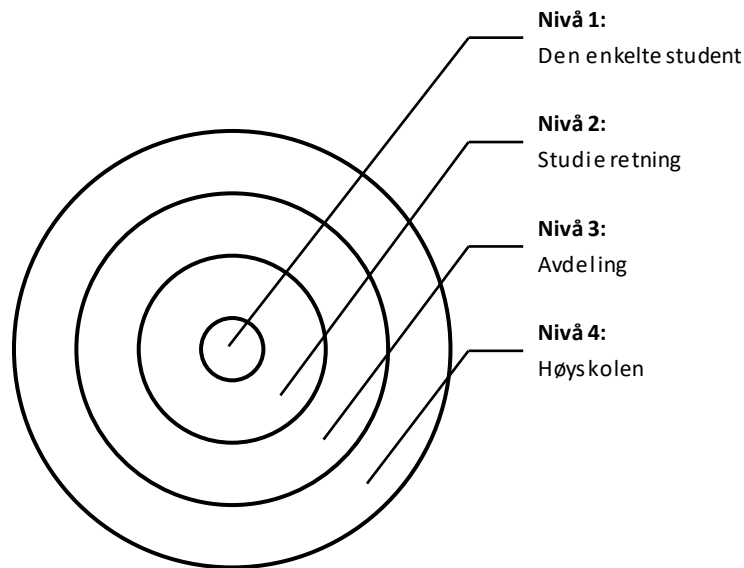 Nivå 1:
Den enkelte student
Nivå 2:
Studie retning
Nivå 3:
Avdeling
Nivå 4:
Høyskolen